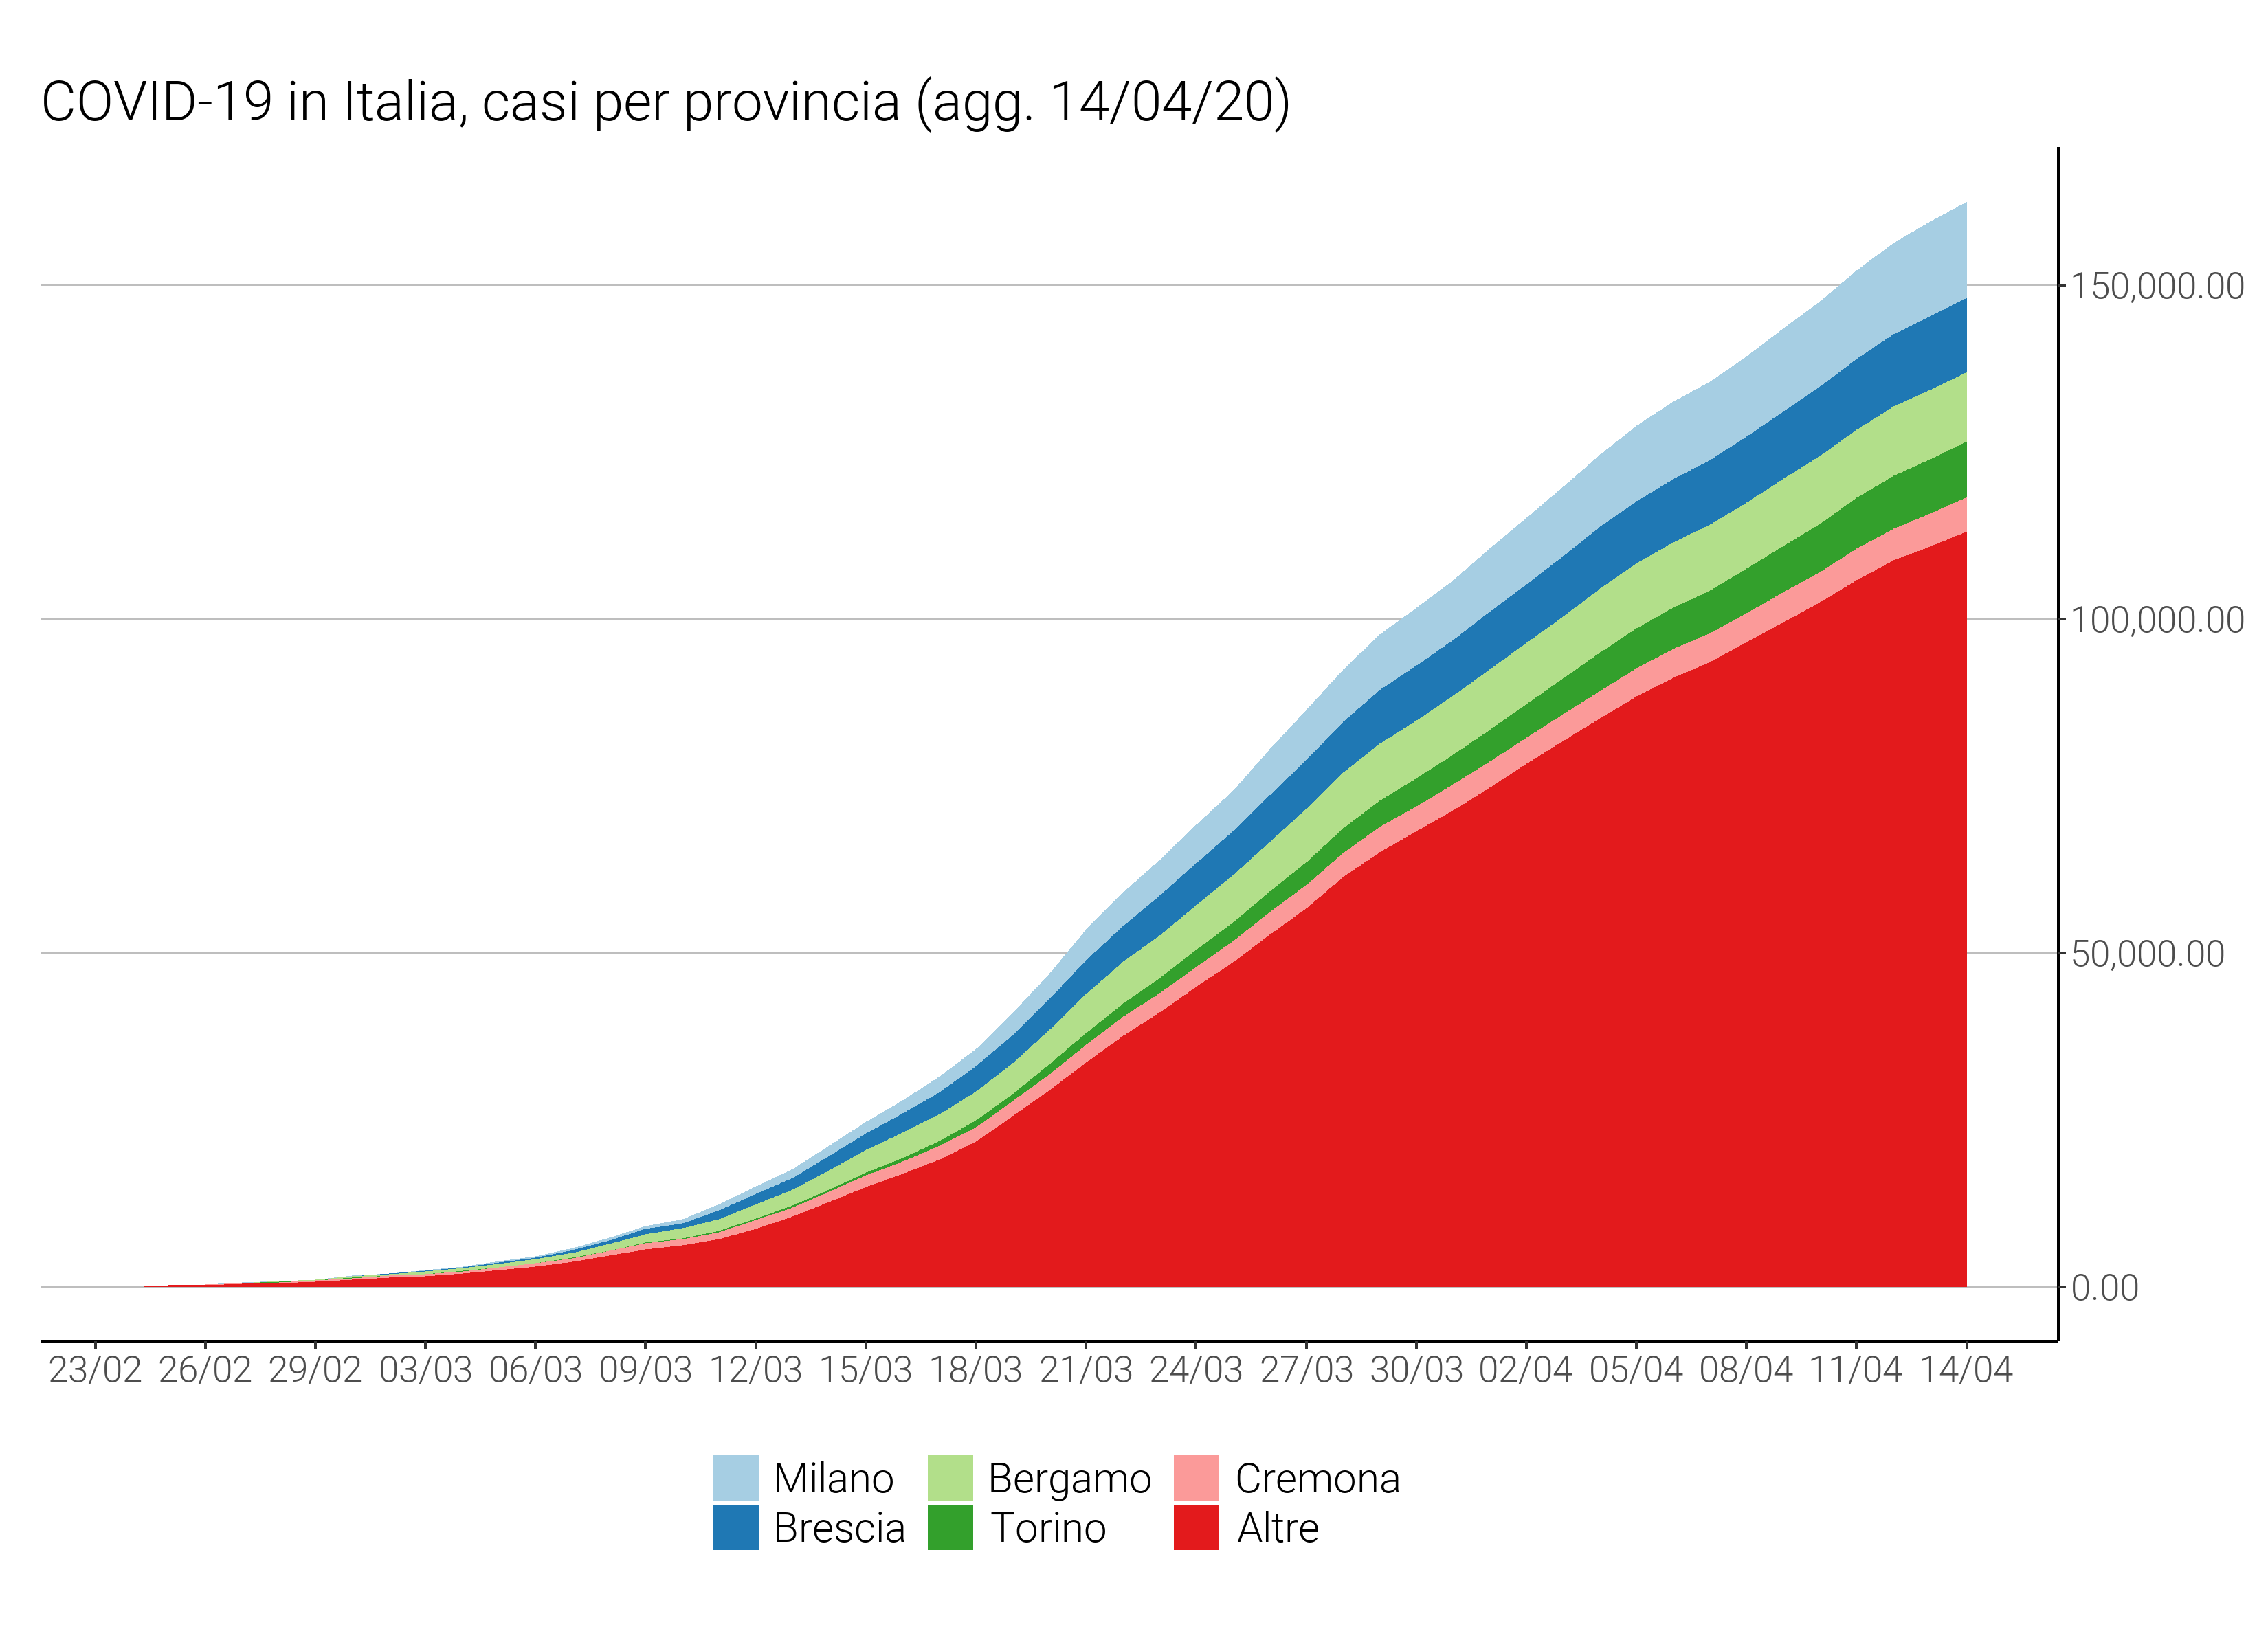 COVID-19 in Italia, casi per provincia (agg. 14/04/20)
150,000.00
100,000.00
50,000.00
0.00
23/02 26/02 29/02 03/03 06/03 09/03 12/03 15/03 18/03 21/03 24/03 27/03 30/03 02/04 05/04 08/04 11/04 14/04
Milano Bergamo Cremona
Brescia Torino Altre